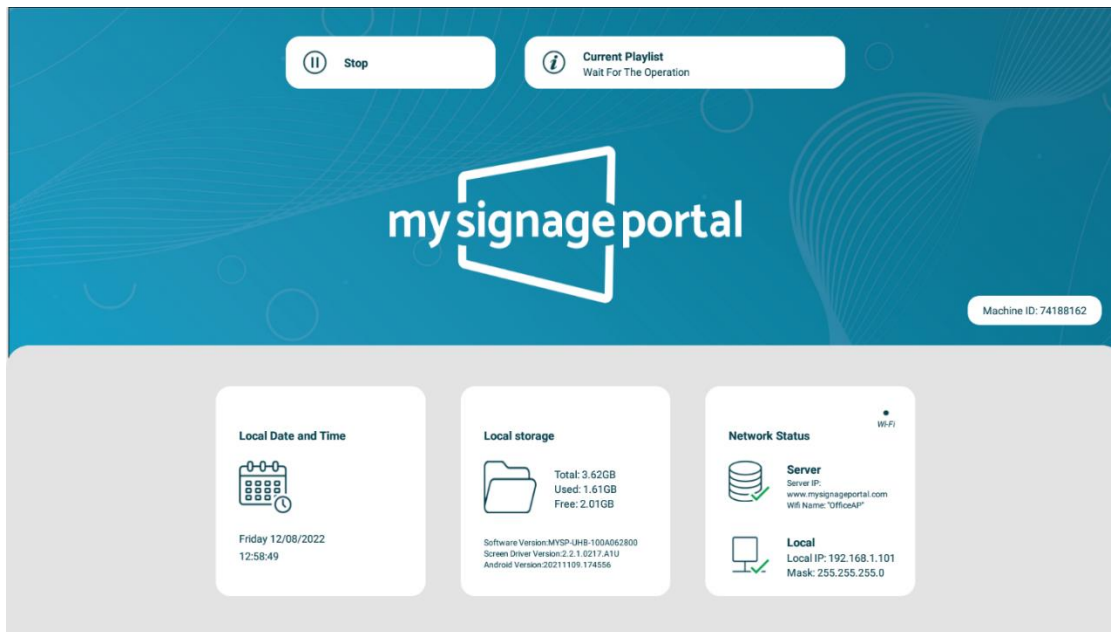 Stop
Current Playlist
Wait For The Operation
my signage portal
Machine ID: 74188162
Local Date and Time
Friday 12/08/2022
12:58:49
Local storage
Total: 3.62GB
Used: 1.61GB
Free: 2.01GB
Software Version:MYSP-UHB-100A062800
Screen Driver Version:2.2.1.0217.A1U
Android Version:20211109.174556
Wi-Fi
Network Status
Server
Server IP:
www.mysignageportal.com
Wifi Name: "OfficeAP"
Local
Local IP: 192.168.1.101
Mask: 255.255.255.0